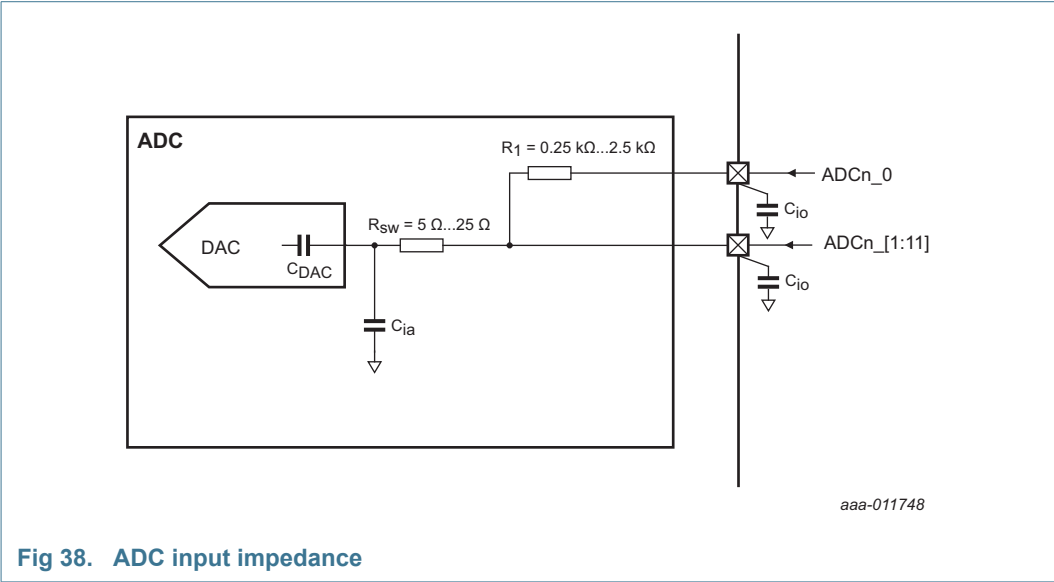 ADC
R1 = 0.25 kΩ...2.5 kΩ
ADCn_0
Cio
Rsw = 5 Ω...25 Ω
DAC
CDAC
ADCn_[1:11]
Cio
Cia
aaa-011748
Fig 38. ADC input impedance